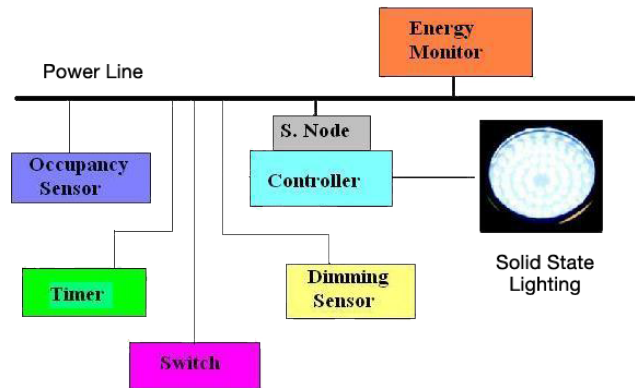 Energy
Monitor
Power Line
S. Node
Occupancy
Sensor
Controller
Solid State
Lighting
Timer
Dimming
Sensor
Switch